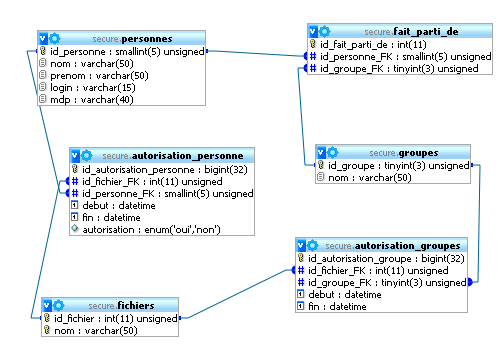 secure.personnes
id_personne : smallint(5) unsigned
nom : varchar(50)
prenom : varchar(50)
login : varchar(15)
mdp : varchar(40)
secure.fait_parti_de
id_fait_parti_de : int(11)
id_personne_FK : smallint(5) unsigned
id_groupe_FK : tinyint(3) unsigned
secure.autorisation_personne
id_autorisation_personne : bigint(32)
id_fichier_FK : int(11) unsigned
id_personne_FK : smallint(5) unsigned
debut : datetime
fin : datetime
autorisation : enum('oui','non')
secure.groupes
id_groupe : tinyint(3) unsigned
nom : varchar(50)
secure.autorisation_groupes
id_autorisation_groupe : bigint(32)
id_fichier_FK : int(11) unsigned
id_groupe_FK : tinyint(3) unsigned
debut : datetime
fin : datetime
secure.fichiers
id_fichier : int(11) unsigned
nom : varchar(50)